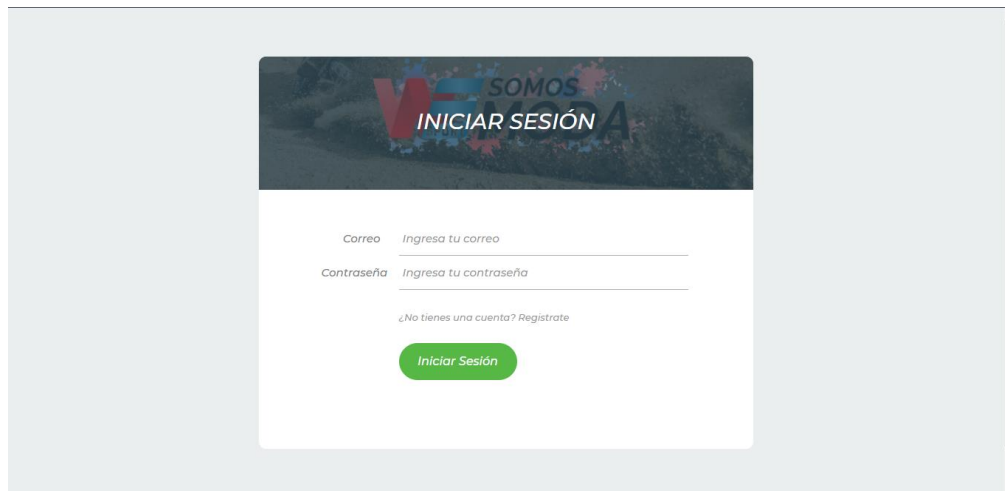 VF SOMOS
MODA
INICIAR SESIÓN
Correo Ingresa tu correo
Contraseña Ingresa tu contraseña
¿No tienes una cuenta? Registrate
Iniciar Sesión